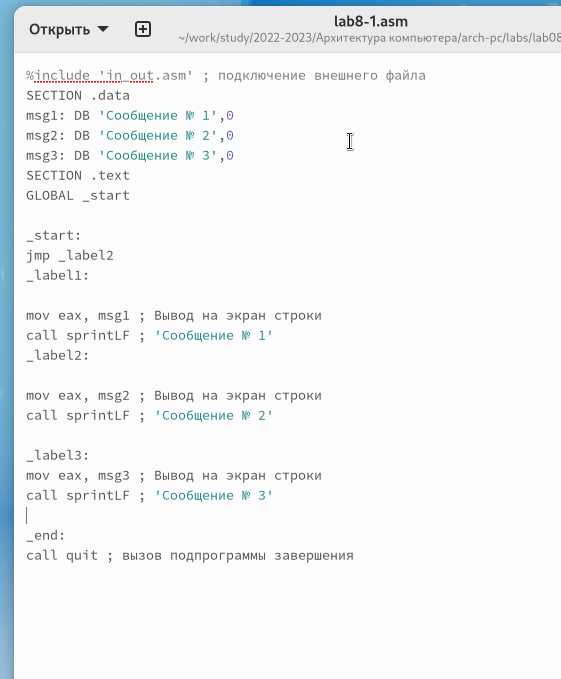 Открыть
lab8-1.asm
~/work/study/2022-2023/Архитектура компьютера/arch-pc/labs/lab08
%include 'in_out.asm' ; подключение внешнего файла
SECTION .data
msg1: DB 'Сообщение № 1',0
msg2: DB 'Сообщение № 2',0
msg3: DB 'Сообщение № 3',0
SECTION .text
GLOBAL _start
_start:
jmp _label2
_label1:
mov eax, msg1 ; Вывод на экран строки
call sprintLF ; 'Сообщение № 1'
_label2:
mov eax, msg2 ; Вывод на экран строки
call sprintLF ; 'Сообщение № 2'
_label3:
mov eax, msg3 ; Вывод на экран строки
call sprintLF ; 'Сообщение № 3'
_end:
call quit ; вызов подпрограммы завершения